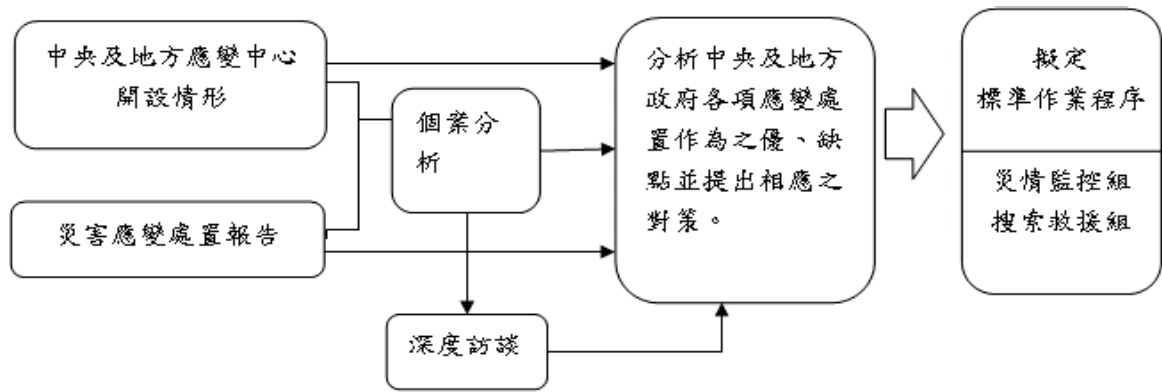 中央及地方應變中心
開設情形
災害應變處置報告
個案分
析
深度訪談
分析中央及地方
政府各項應變處
置作為之優、缺
點並提出相應之
對策。
擬定
標準作業程序
災情監控組
搜索救援組